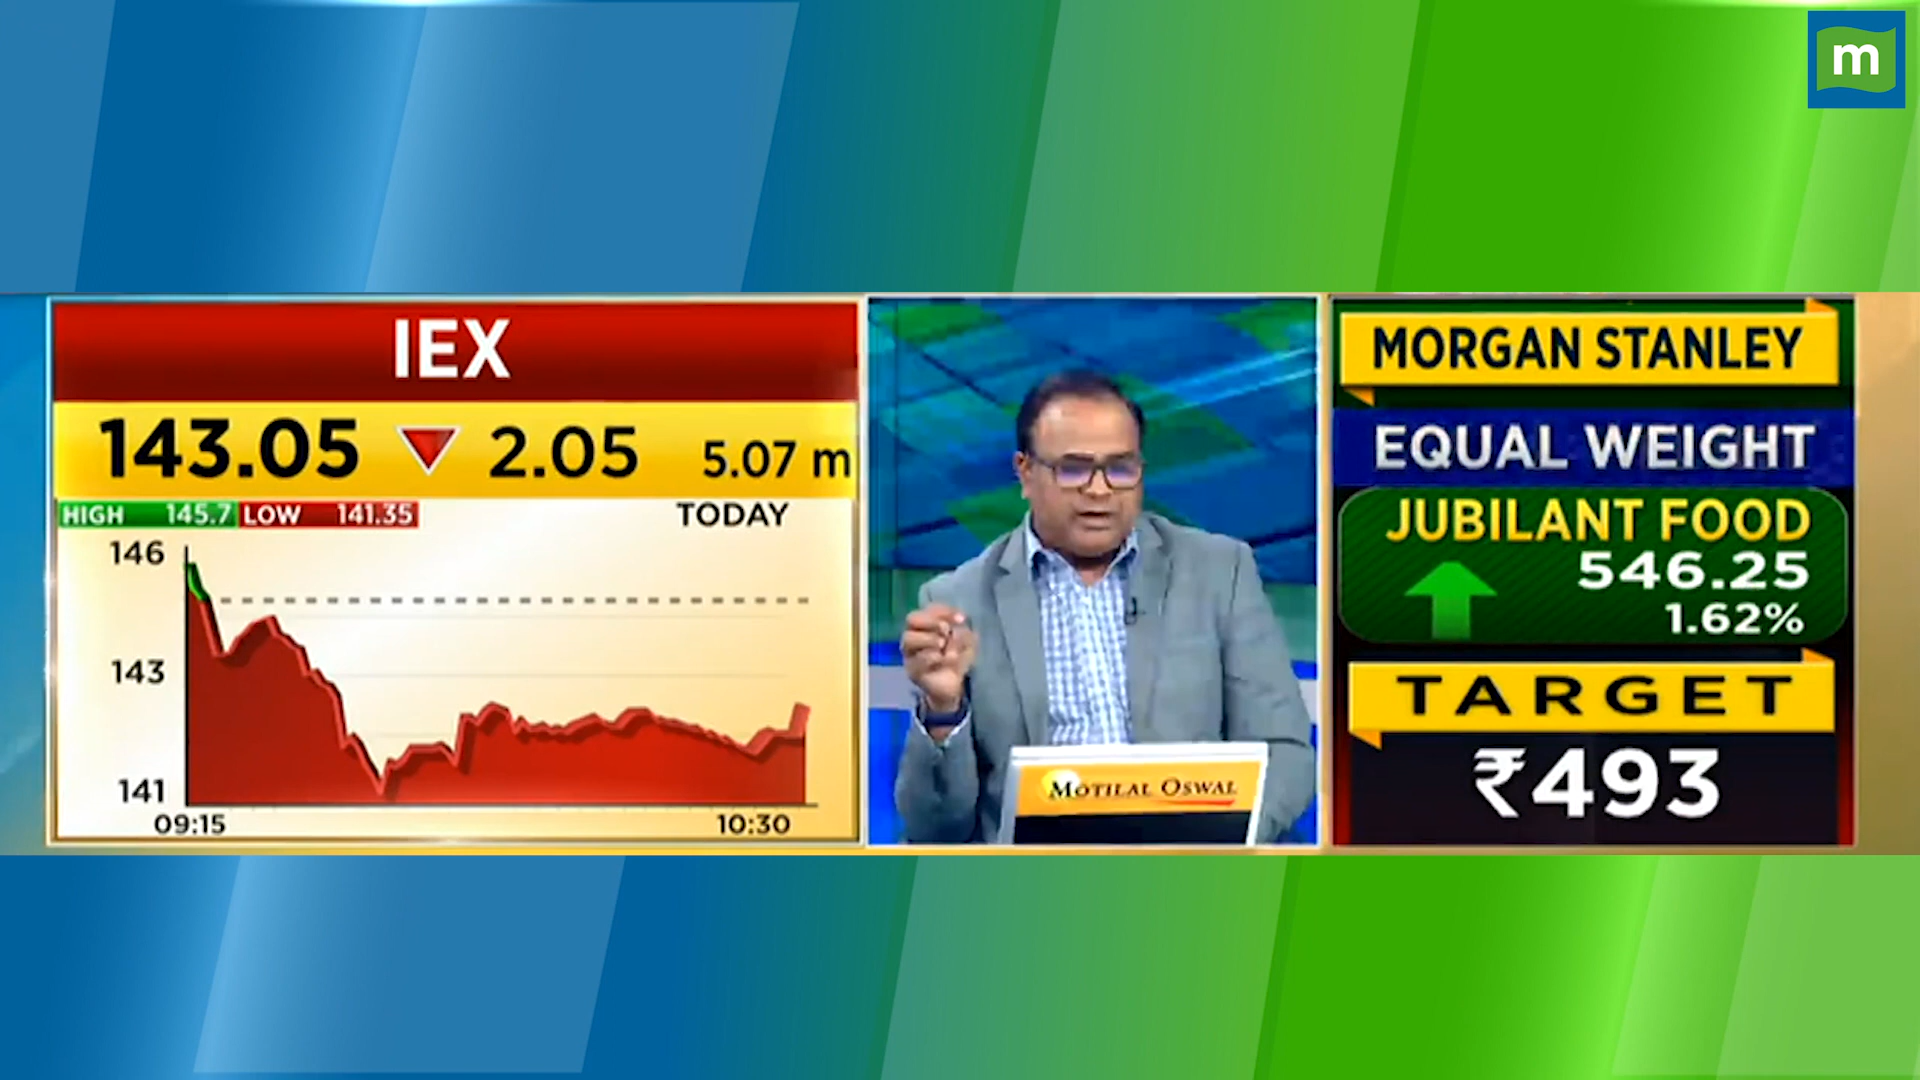 m
IEX
143.05 ▼ 2.05 5.07 m
HIGH 145.7 LOW 141.35 TODAY
146
143
141
09:15 10:30
MOTILAL OSWAL
MORGAN STANLEY
EQUAL WEIGHT
JUBILANT FOOD
546.25
1.62%
TARGET
₹493